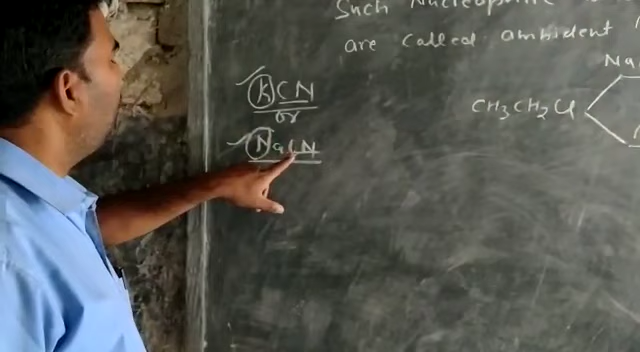 Such Nucleophile
are called ambident
KCN
or
NaCN
Na
CH3CH2Cl